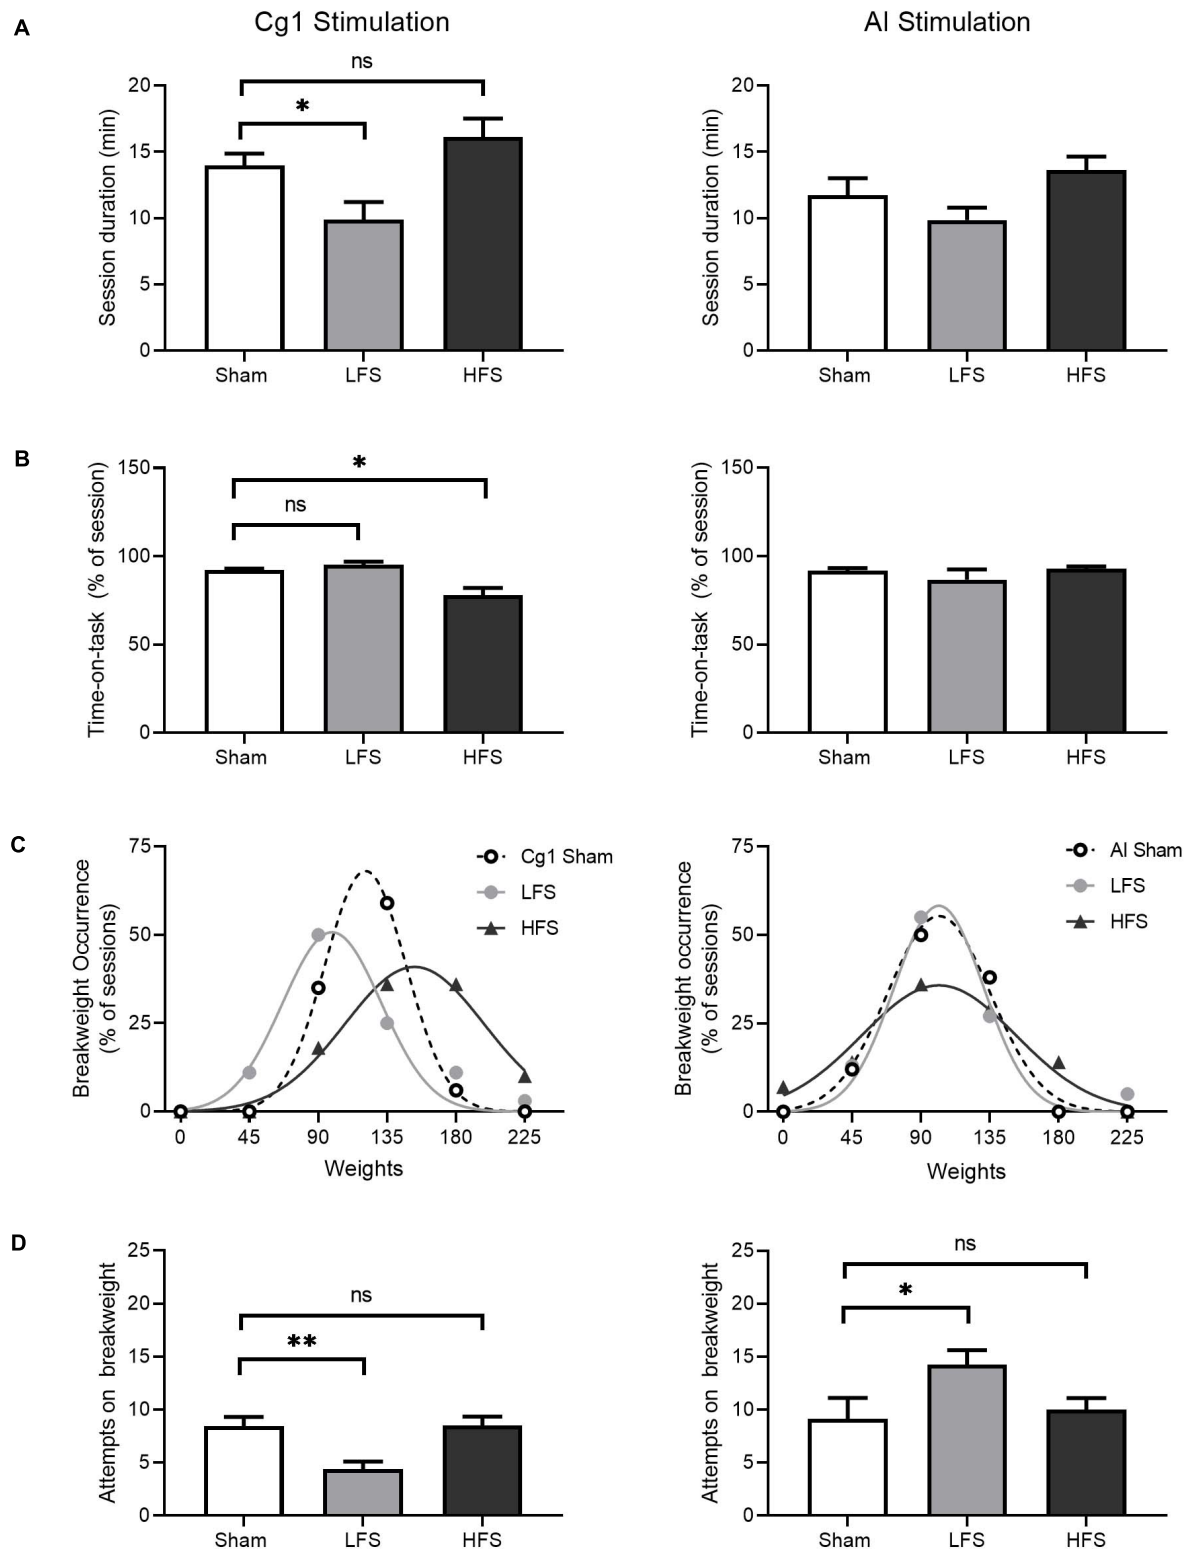 A
Cg1 Stimulation
AI Stimulation
Session duration (min)
20
15
10
5
0
ns
*
Sham
LFS
HFS
Session duration (min)
20
15
10
5
0
Sham
LFS
HFS
B
Time-on-task (% of session)
150
100
50
0
*
ns
Sham
LFS
HFS
Time-on-task (% of session)
150
100
50
0
Sham
LFS
HFS
C
Breakweight Occurrence
(% of sessions)
75
50
25
0
Cg1 Sham
LFS
HFS
0 45 90 135 180 225
Weights
Breakweight occurrence
(% of sessions)
75
50
25
0
AI Sham
LFS
HFS
0 45 90 135 180 225
Weights
D
Attempts on breakweight
25
20
15
10
5
0
ns
**
Sham
LFS
HFS
Attempts on breakweight
25
20
15
10
5
0
ns
*
Sham
LFS
HFS